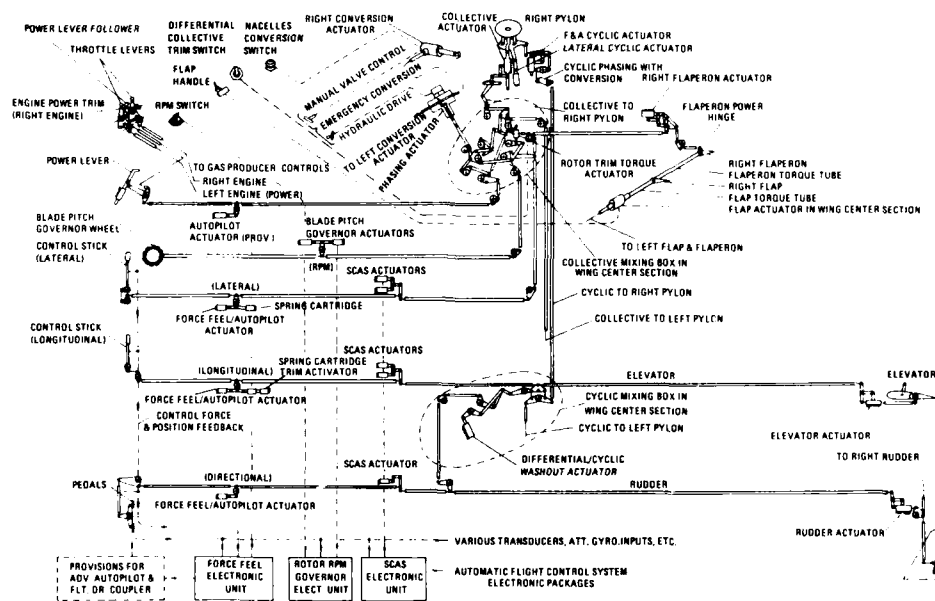 POWER LEVER FOLLOWER
THROTTLE LEVERS
DIFFERENTIAL
COLLECTIVE
TRIM SWITCH
NACELLES
CONVERSION
SWITCH
RIGHT CONVERSION
ACTUATOR
COLLECTIVE
ACTUATOR
RIGHT PYLON
F&A CYCLIC ACTUATOR
LATERAL CYCLIC ACTUATOR
CYCLIC PHASING WITH
CONVERSION
RIGHT FLAPERON ACTUATOR
FLAP
HANDLE
ENGINE POWER TRIM
(RIGHT ENGINE)
RPM SWITCH
MANUAL VALVE CONTROL
EMERGENCY CONVERSION
HYDRAULIC DRIVE
TO LEFT CONVERSION
ACTUATOR
PHASING ACTUATOR
COLLECTIVE TO
RIGHT PYLON
FLAPERON POWER
HINGE
ROTOR TRIM TORQUE
ACTUATOR
POWER LEVER
TO GAS PRODUCER CONTROLS
RIGHT ENGINE
LEFT ENGINE (POWER)
RIGHT FLAPERON
FLAPERON TORQUE TUBE
RIGHT FLAP
FLAP TORQUE TUBE
FLAP ACTUATOR IN WING CENTER SECTION
BLADE PITCH
GOVERNOR WHEEL
AUTOPILOT
ACTUATOR (PROV.)
BLADE PITCH
GOVERNOR ACTUATORS
(RPM)
TO LEFT FLAP & FLAPERON
COLLECTIVE MIXING BOX IN
WING CENTER SECTION
CONTROL STICK
(LATERAL)
SCAS ACTUATORS
(LATERAL)
CYCLIC TO RIGHT PYLON
SPRING CARTRIDGE
FORCE FEEL/AUTOPILOT
ACTUATOR
COLLECTIVE TO LEFT PYLON
CONTROL STICK
(LONGITUDINAL)
SCAS ACTUATORS
(LONGITUDINAL)
SPRING CARTRIDGE
TRIM ACTIVATOR
ELEVATOR
ELEVATOR
FORCE FEEL/AUTOPILOT ACTUATOR
CYCLIC MIXING BOX IN
WING CENTER SECTION
CONTROL FORCE
& POSITION FEEDBACK
CYCLIC TO LEFT PYLON
ELEVATOR ACTUATOR
DIFFERENTIAL/CYCLIC
WASHOUT ACTUATOR
TO RIGHT RUDDER
SCAS ACTUATOR
PEDALS
(DIRECTIONAL)
RUDDER
FORCE FEEL/AUTOPILOT ACTUATOR
RUDDER ACTUATOR
VARIOUS TRANSDUCERS, ATT. GYRO.INPUTS, ETC.
PROVISIONS FOR
ADV AUTOPILOT &
FLT. DR COUPLER
FORCE FEEL
ELECTRONIC
UNIT
ROTOR RPM
GOVERNOR
ELECT UNIT
SCAS
ELECTRONIC
UNIT
AUTOMATIC FLIGHT CONTROL SYSTEM
ELECTRONIC PACKAGES